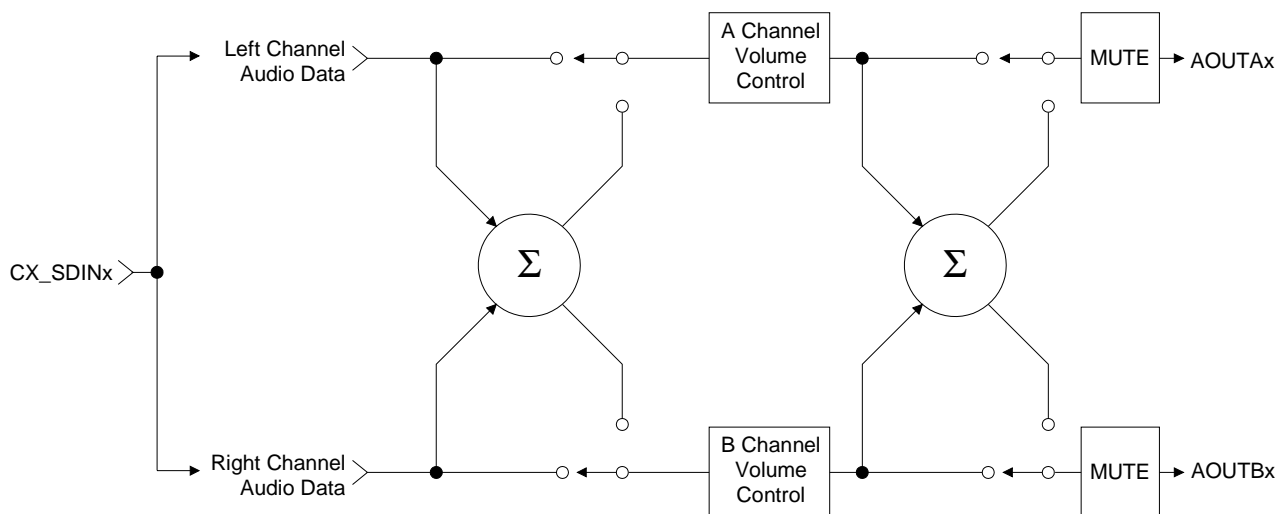 Left Channel
Audio Data
A Channel
Volume
Control
MUTE
AOUTAx
CX_SDINx
Σ
Σ
Right Channel
Audio Data
B Channel
Volume
Control
MUTE
AOUTBx